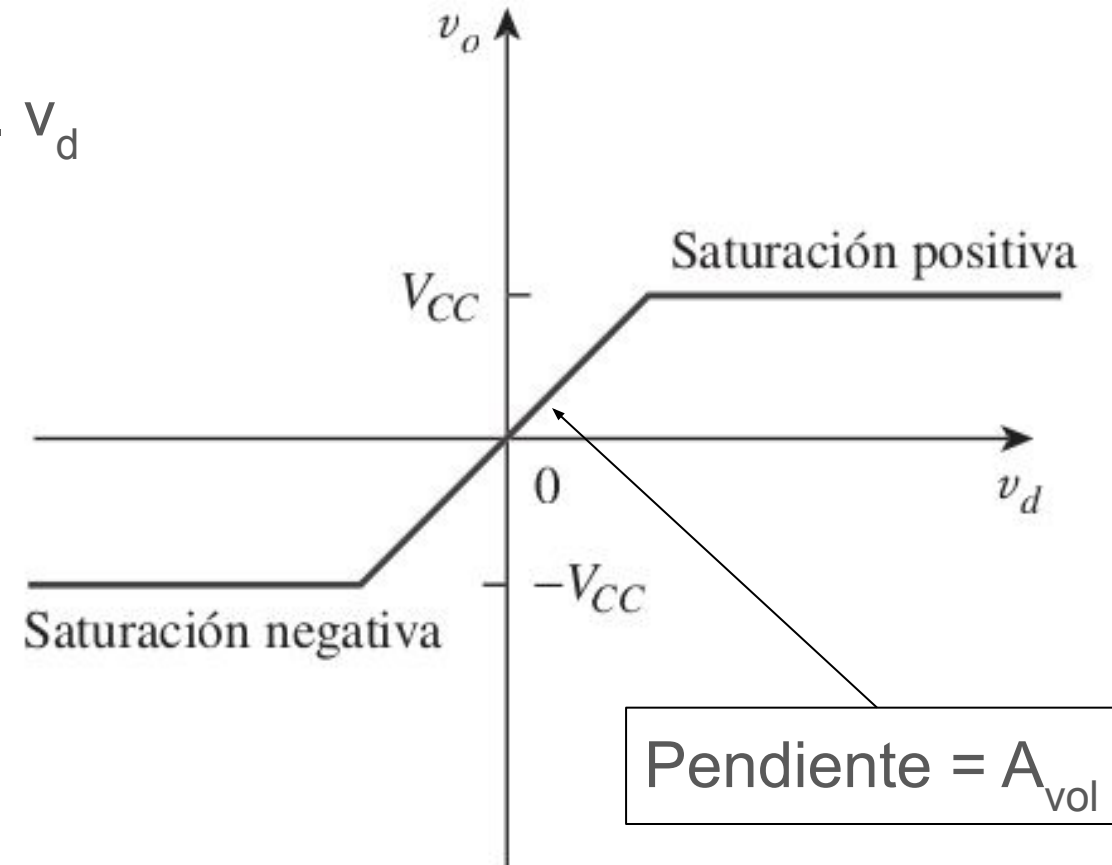 v_o
. v_d
Saturación positiva
V_CC
0
v_d
−V_CC
Saturación negativa
Pendiente = A_vol